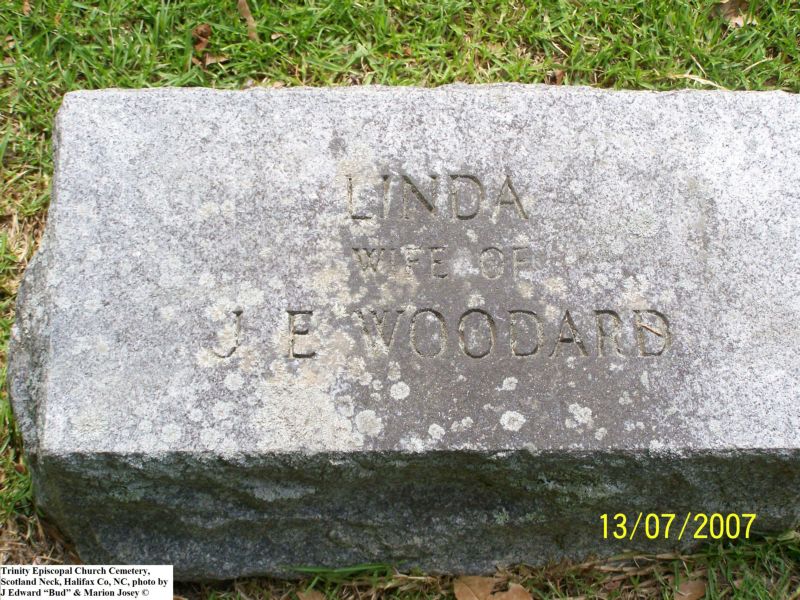 LINDA
WIFE OF
J E WOODARD
13/07/2007
Trinity Episcopal Church Cemetery,
Scotland Neck, Halifax Co, NC, photo by
J Edward "Bud" & Marion Josey ©